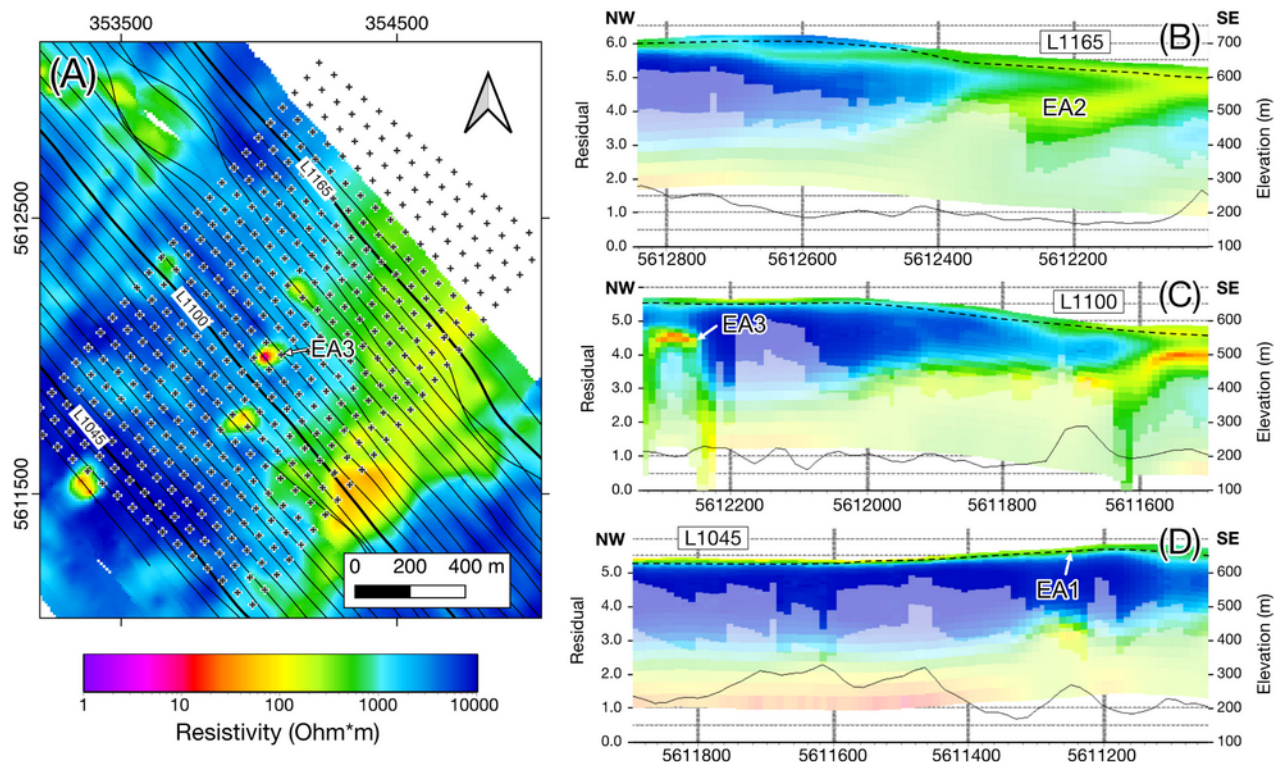 353500 354500
(A)
5612500
5611500
L1165
L1100
EA3
L1045
0 200 400 m
1 10 100 1000 10000
Resistivity (Ohm*m)
NW L1165 (B) SE
6.0 700
5.0 600
4.0 EA2 500
3.0 400
2.0 300
1.0 200
0.0 100
Residual
Elevation (m)
5612800 5612600 5612400 5612200
NW L1100 (C) SE
EA3
5.0 600
4.0 500
3.0 400
2.0 300
1.0 200
0.0 100
Residual
Elevation (m)
5612200 5612000 5611800 5611600
NW L1045 (D) SE
5.0 600
EA1
4.0 500
3.0 400
2.0 300
1.0 200
0.0 100
Residual
Elevation (m)
5611800 5611600 5611400 5611200